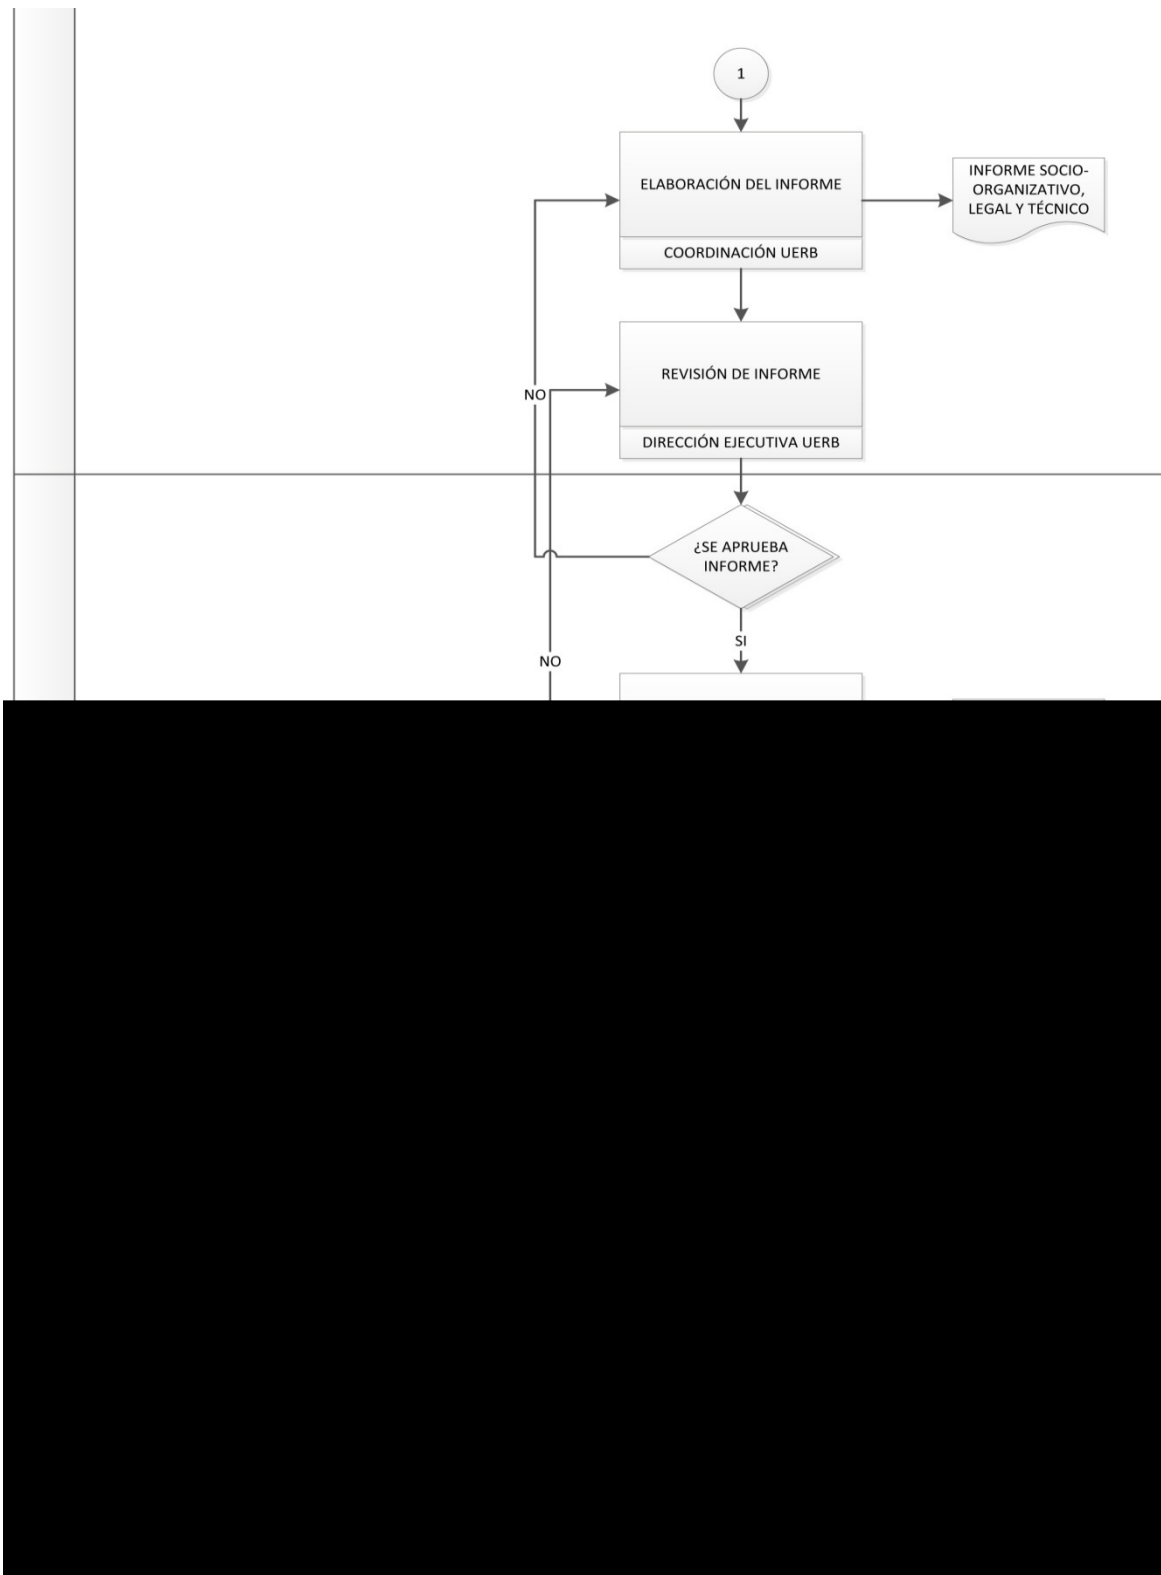 1
ELABORACIÓN DEL INFORME
INFORME SOCIO-
ORGANIZATIVO,
LEGAL Y TÉCNICO
COORDINACIÓN UERB
REVISIÓN DE INFORME
NO
DIRECCIÓN EJECUTIVA UERB
¿SE APRUEBA
INFORME?
SI
NO